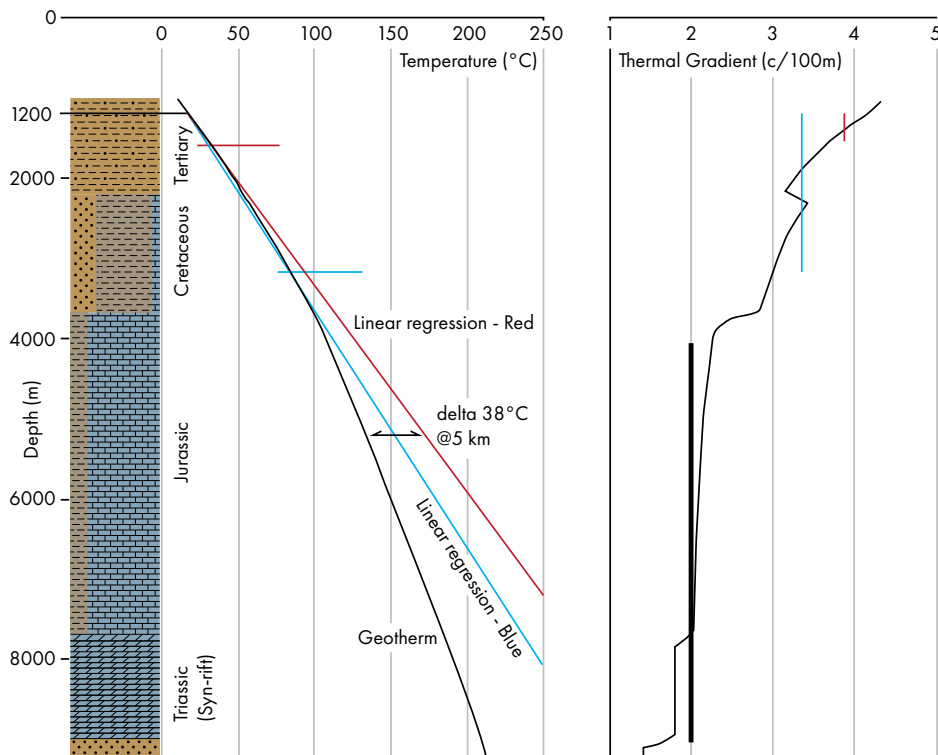 0
0 50 100 150 200 250
Temperature (°C)
1 2 3 4 5
Thermal Gradient (c/100m)
1200
2000
4000
6000
8000
Depth (m)
Tertiary
Cretaceous
Jurassic
Triassic
(Syn-rift)
Linear regression - Red
delta 38°C
@5 km
Linear regression - Blue
Geotherm